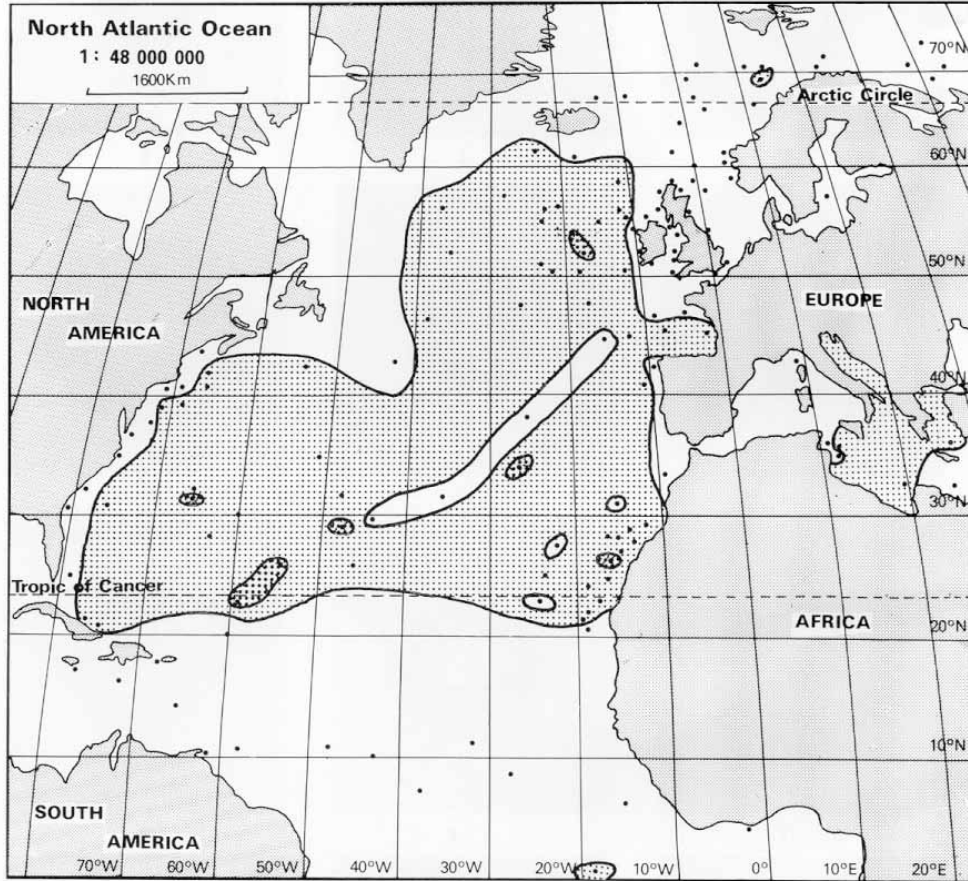 North Atlantic Ocean
1: 48 000 000
1600Km
70°N
Arctic Circle
60°N
50°N
NORTH
AMERICA
EUROPE
40°N
30°N
Tropic of Cancer
AFRICA
20°N
10°N
SOUTH
AMERICA
70°W 60°W 50°W 40°W 30°W 20°W 10°W 0° 10°E 20°E